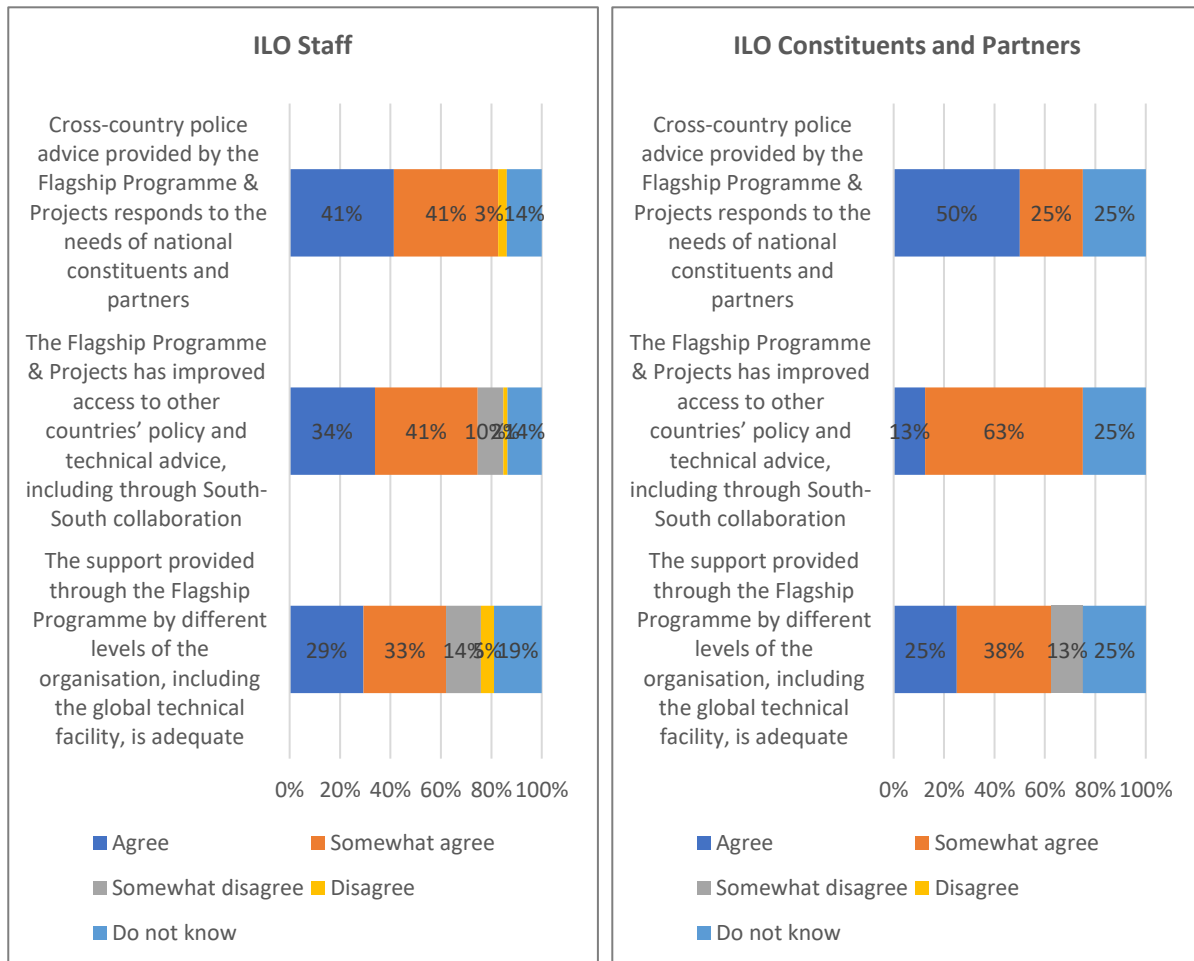 ILO Staff
Cross-country police
advice provided by the
Flagship Programme &
Projects responds to the
needs of national
constituents and
partners
41%
41%
3%
14%
The Flagship Programme
& Projects has improved
access to other
countries’ policy and
technical advice,
including through South-
South collaboration
34%
41%
10%
2%
14%
The support provided
through the Flagship
Programme by different
levels of the
organisation, including
the global technical
facility, is adequate
29%
33%
14%
5%
19%
0% 20% 40% 60% 80% 100%
Agree
Somewhat agree
Somewhat disagree
Disagree
Do not know
ILO Constituents and Partners
Cross-country police
advice provided by the
Flagship Programme &
Projects responds to the
needs of national
constituents and
partners
50%
25%
25%
The Flagship Programme
& Projects has improved
access to other
countries’ policy and
technical advice,
including through South-
South collaboration
13%
63%
25%
The support provided
through the Flagship
Programme by different
levels of the
organisation, including
the global technical
facility, is adequate
25%
38%
13%
25%
0% 20% 40% 60% 80% 100%
Agree
Somewhat agree
Somewhat disagree
Disagree
Do not know